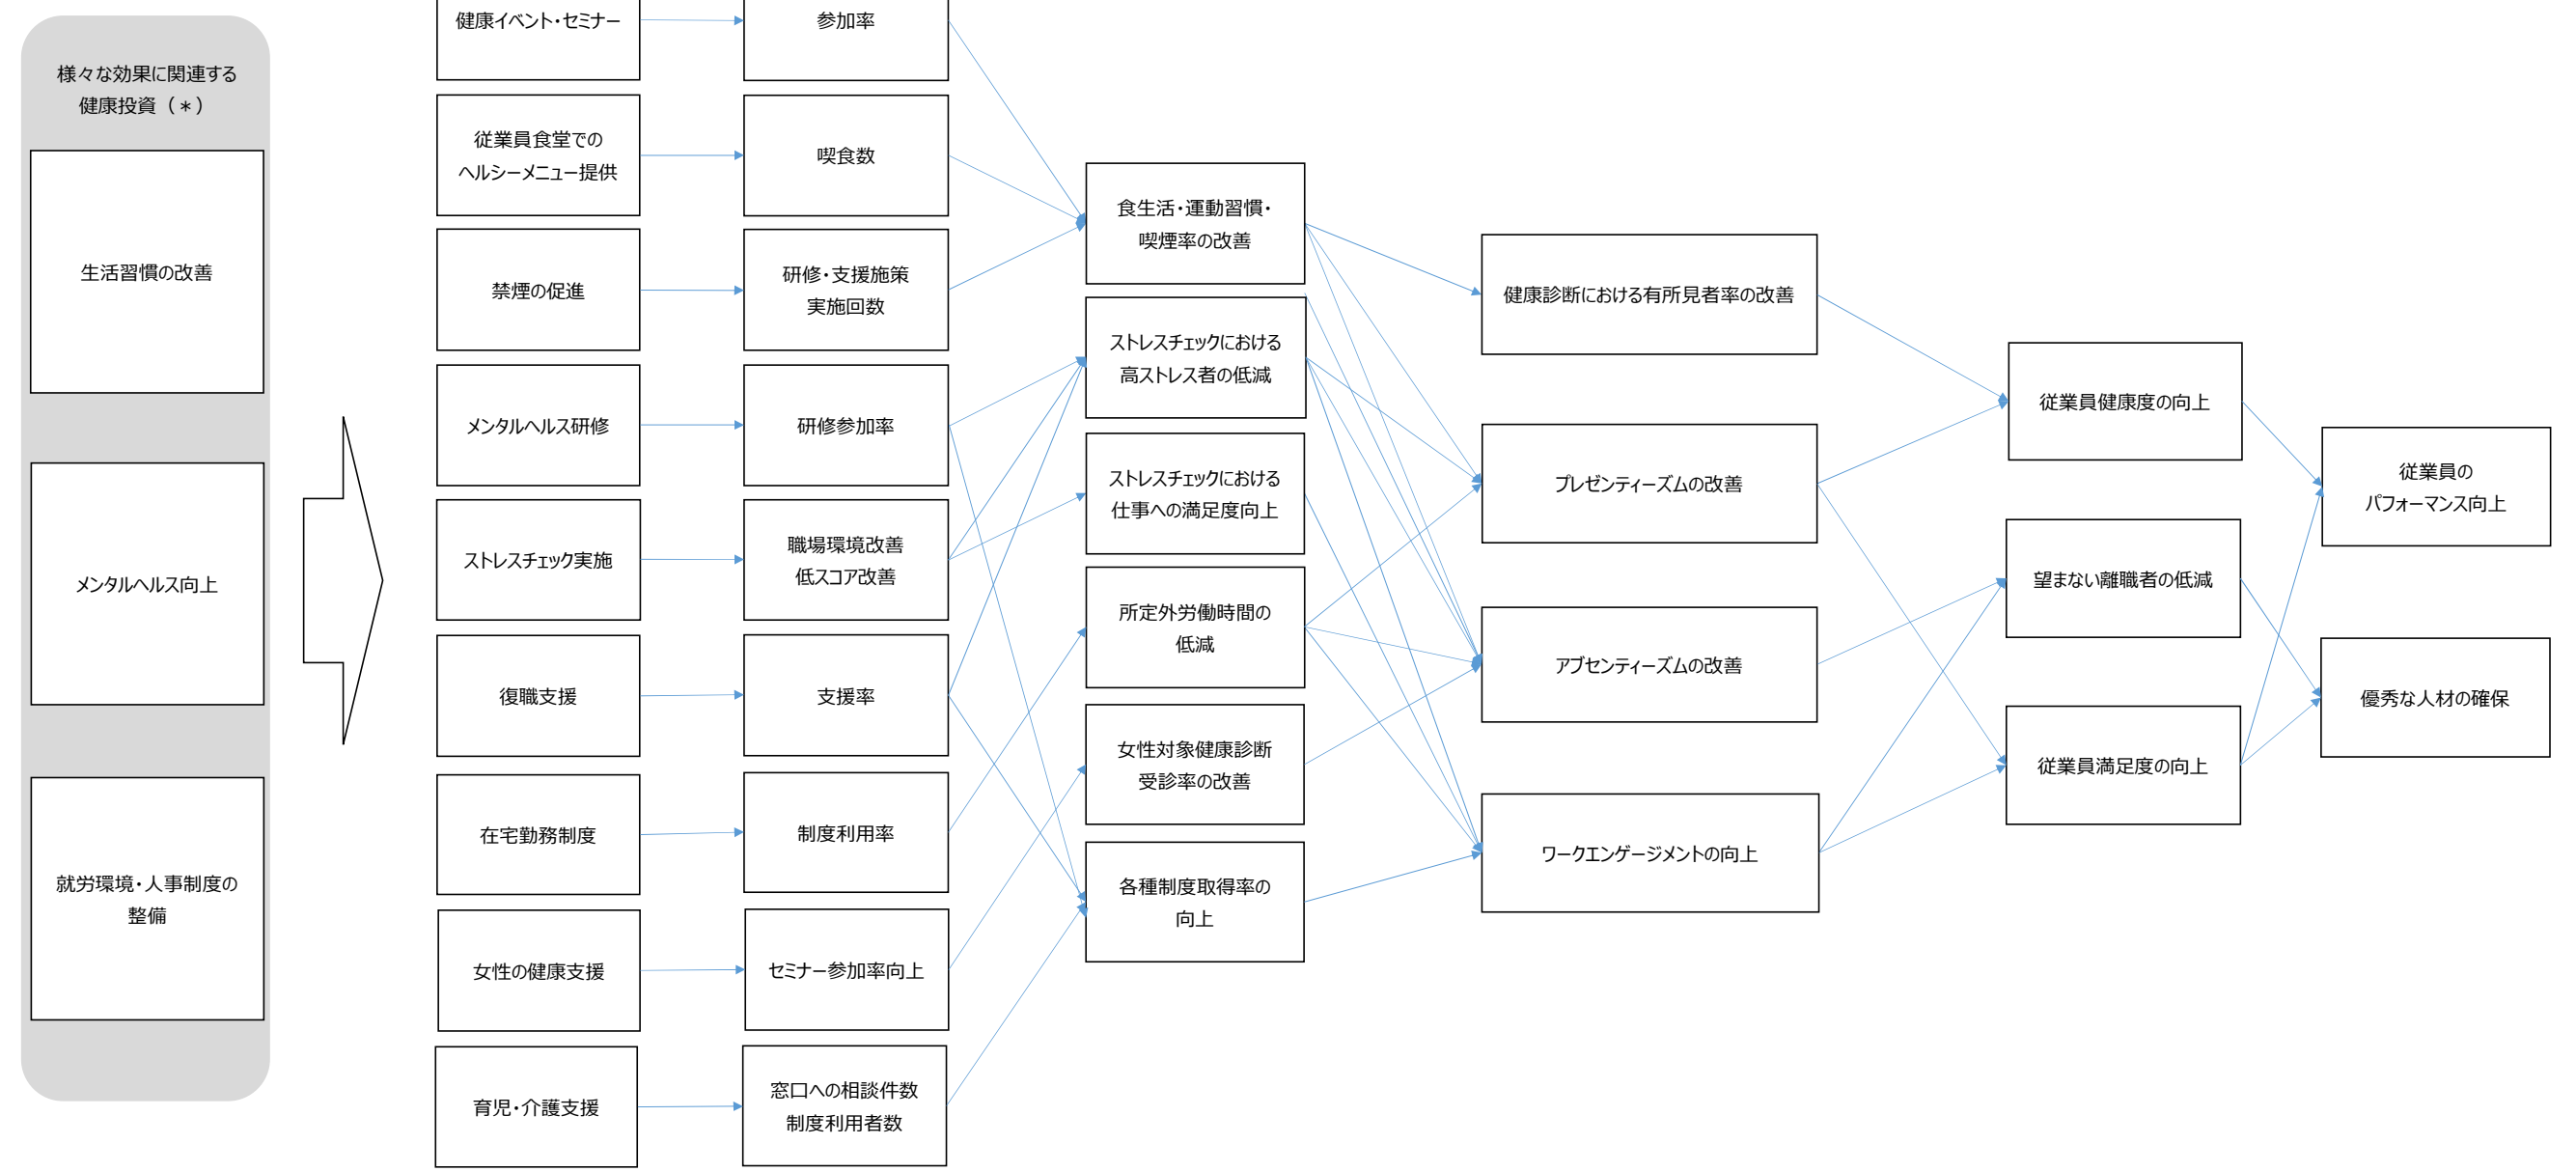 様々な効果に関連する
健康投資（＊）
生活習慣の改善
メンタルヘルス向上
就労環境・人事制度の
整備
健康イベント・セミナー
従業員食堂での
ヘルシーメニュー提供
禁煙の促進
メンタルヘルス研修
ストレスチェック実施
復職支援
在宅勤務制度
女性の健康支援
育児・介護支援
参加率
喫食数
研修・支援施策
実施回数
研修参加率
職場環境改善
低スコア改善
支援率
制度利用率
セミナー参加率向上
窓口への相談件数
制度利用者数
食生活・運動習慣・
喫煙率の改善
ストレスチェックにおける
高ストレス者の低減
ストレスチェックにおける
仕事への満足度向上
所定外労働時間の
低減
女性対象健康診断
受診率の改善
各種制度取得率の
向上
健康診断における有所見者率の改善
プレゼンティーズムの改善
アブセンティーズムの改善
ワークエンゲージメントの向上
従業員健康度の向上
望まない離職者の低減
従業員満足度の向上
従業員の
パフォーマンス向上
優秀な人材の確保